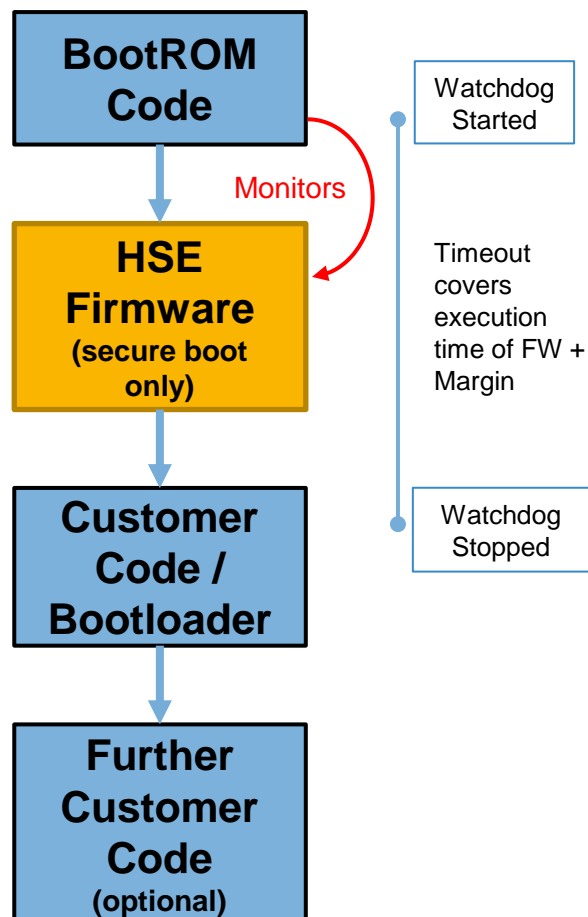 BootROM
Code
Watchdog
Started
Monitors
HSE
Firmware
(secure boot
only)
Timeout
covers
execution
time of FW +
Margin
Customer
Code /
Bootloader
Watchdog
Stopped
Further
Customer
Code
(optional)